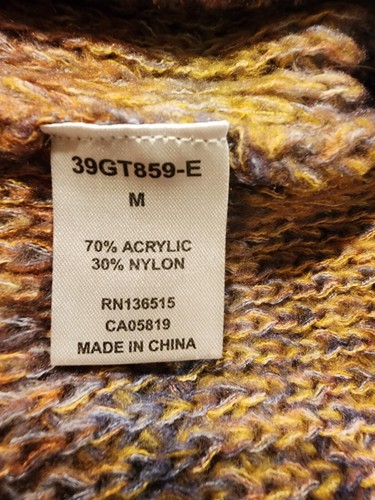 39GT859-E
M
70% ACRYLIC
30% NYLON
RN136515
CA05819
MADE IN CHINA